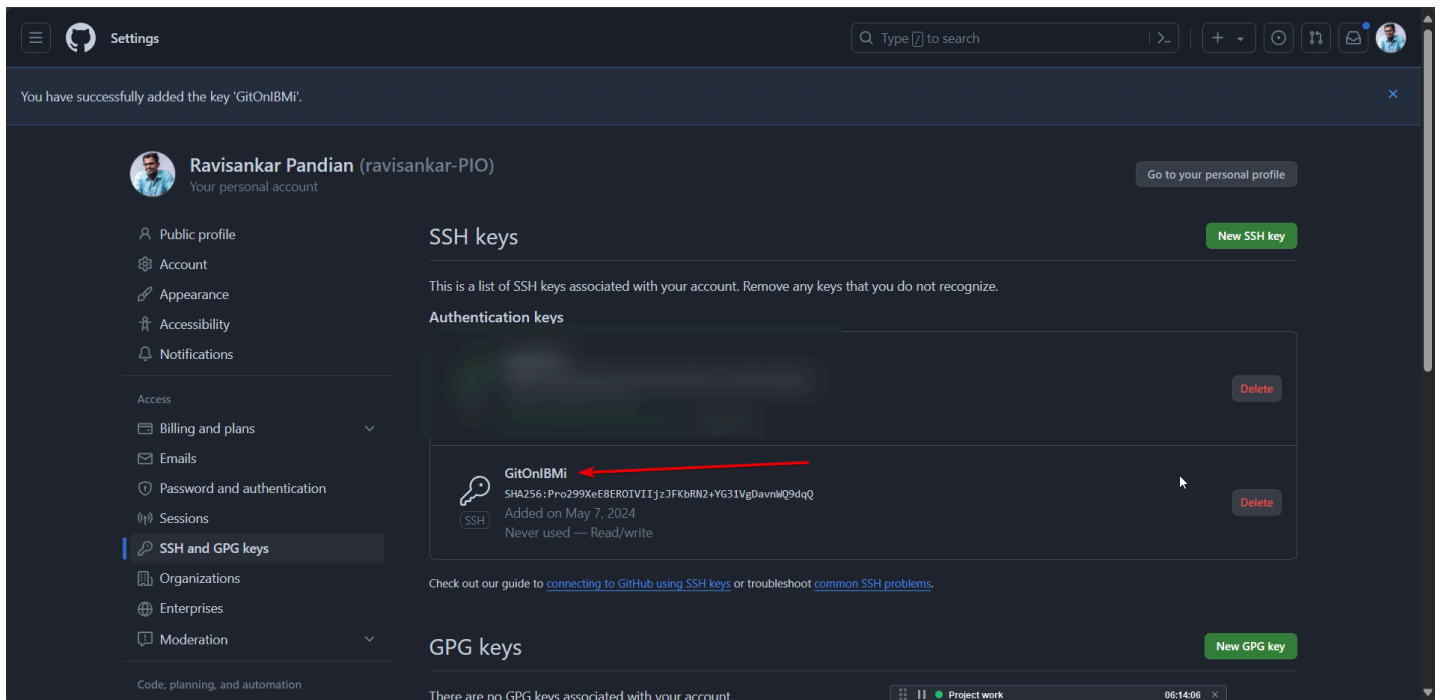 Settings
Type / to search
You have successfully added the key 'GitOnIBMi'.
Ravisankar Pandian (ravisankar-PIO)
Your personal account
Go to your personal profile
Public profile
Account
Appearance
Accessibility
Notifications
Access
Billing and plans
Emails
Password and authentication
Sessions
SSH and GPG keys
Organizations
Enterprises
Moderation
Code, planning, and automation
SSH keys
New SSH key
This is a list of SSH keys associated with your account. Remove any keys that you do not recognize.
Authentication keys
Delete
GitOnIBMi
SHA256:Pro299XeE8EROIVIIjzJFKbRN2+YG31VgDavnWQ9dqQ
SSH
Added on May 7, 2024
Never used — Read/write
Delete
Check out our guide to connecting to GitHub using SSH keys or troubleshoot common SSH problems.
GPG keys
New GPG key
There are no GPG keys associated with your account.
Project work
06:14:06